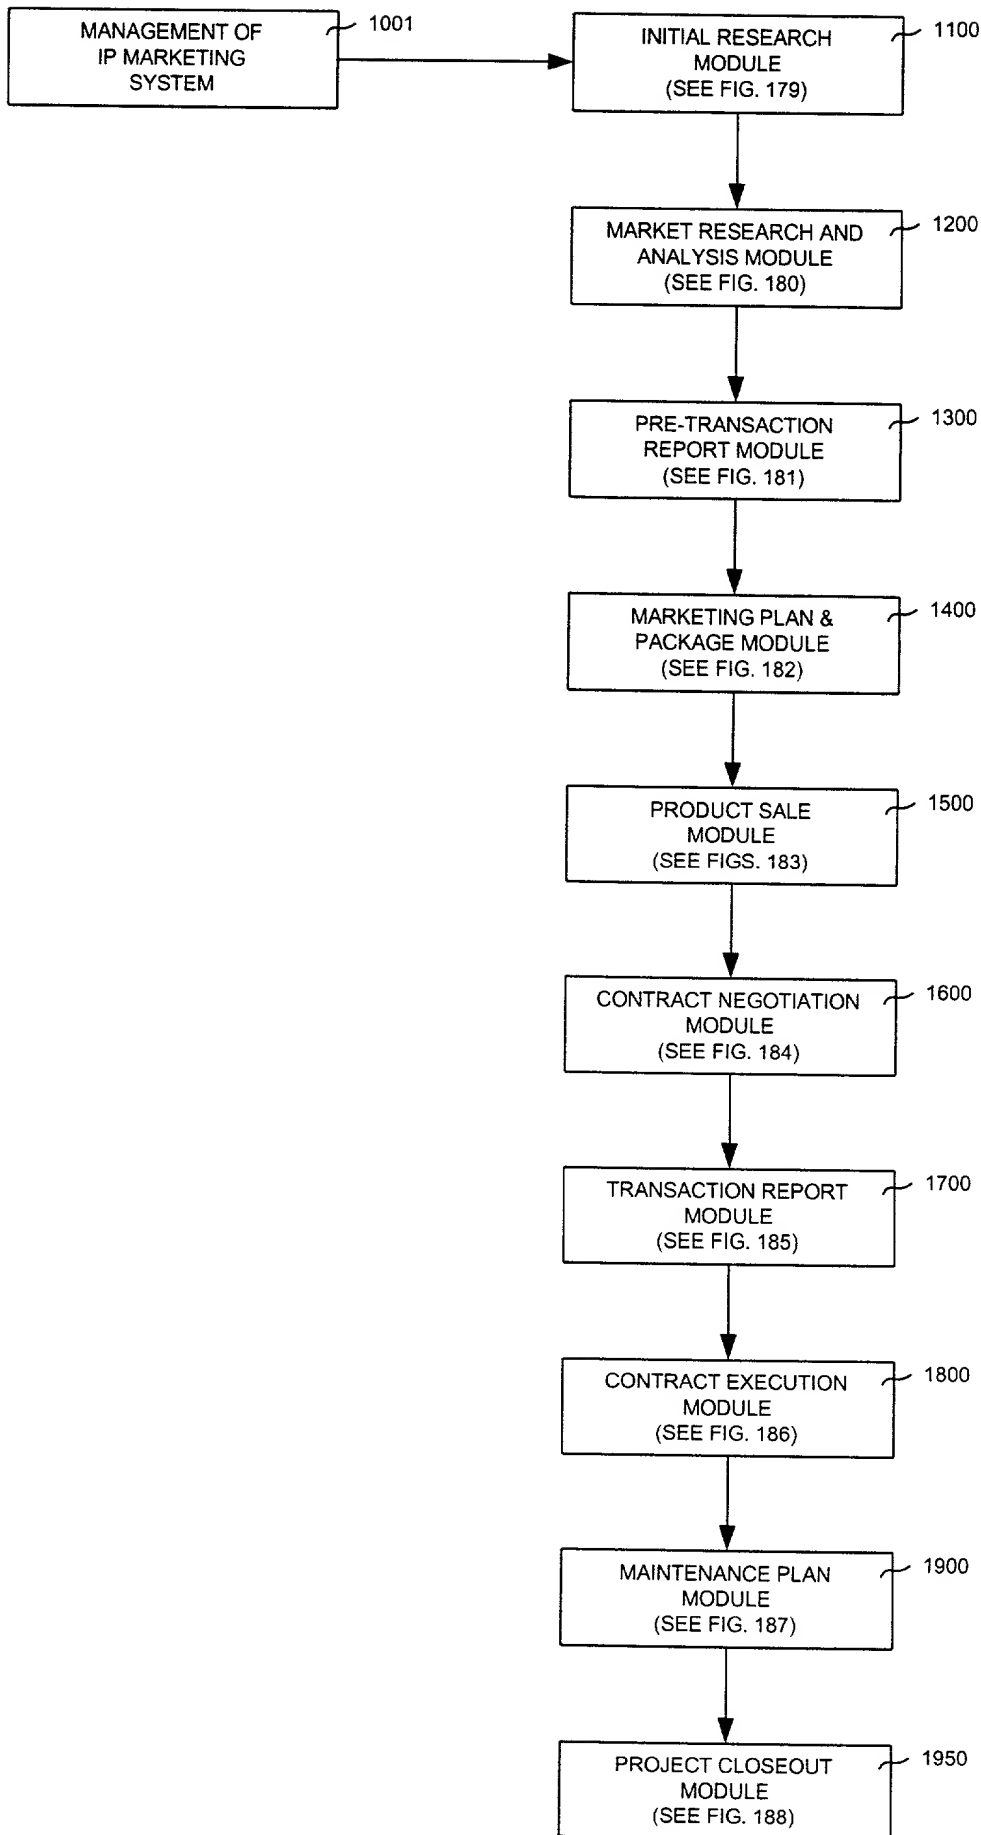 MANAGEMENT OF
IP MARKETING
SYSTEM
1001
INITIAL RESEARCH
MODULE
(SEE FIG. 179)
1100
MARKET RESEARCH AND
ANALYSIS MODULE
(SEE FIG. 180)
1200
PRE-TRANSACTION
REPORT MODULE
(SEE FIG. 181)
1300
MARKETING PLAN &
PACKAGE MODULE
(SEE FIG. 182)
1400
PRODUCT SALE
MODULE
(SEE FIGS. 183)
1500
CONTRACT NEGOTIATION
MODULE
(SEE FIG. 184)
1600
TRANSACTION REPORT
MODULE
(SEE FIG. 185)
1700
CONTRACT EXECUTION
MODULE
(SEE FIG. 186)
1800
MAINTENANCE PLAN
MODULE
(SEE FIG. 187)
1900
PROJECT CLOSEOUT
MODULE
(SEE FIG. 188)
1950